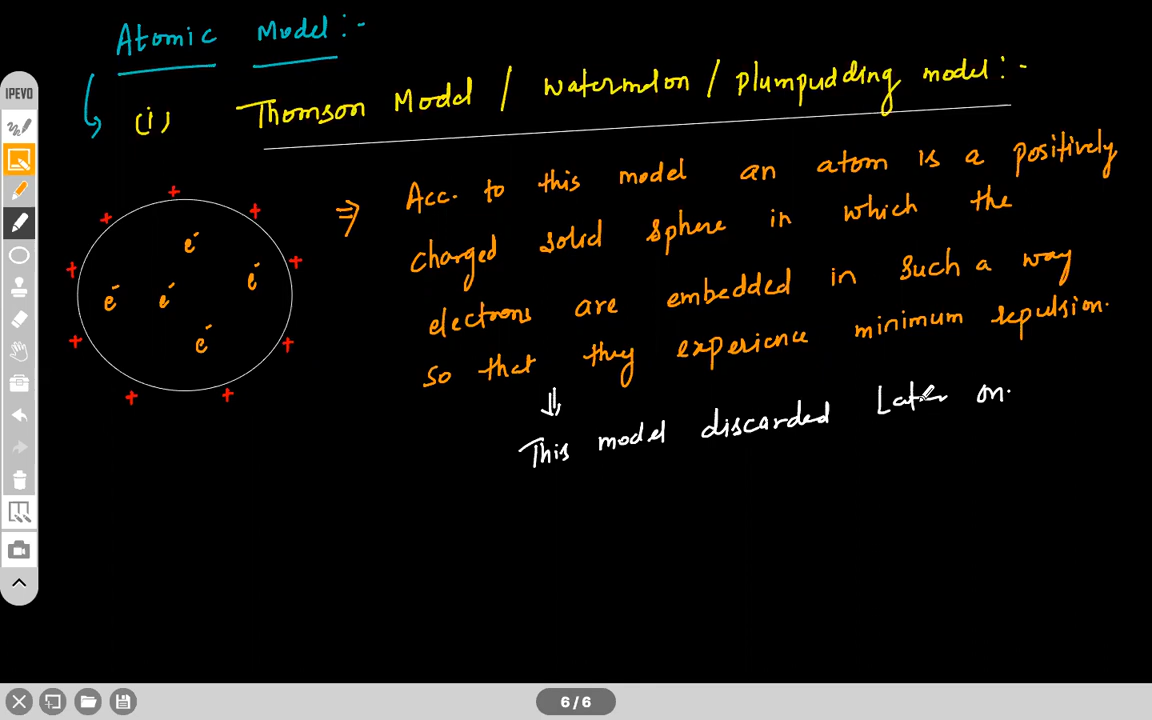 Atomic Model :-
(i) Thomson Model / Watermelon / Plumpudding model :-
IPEVO
⇒ Acc. to this model an atom is a positively
charged solid sphere in which the
electrons are embedded in such a way
so that they experience minimum repulsion.
⇓
This model discarded Later on.
+ + +
+ e⁻ e⁻ +
e⁻ e⁻
+ e⁻ +
+ +
6/6